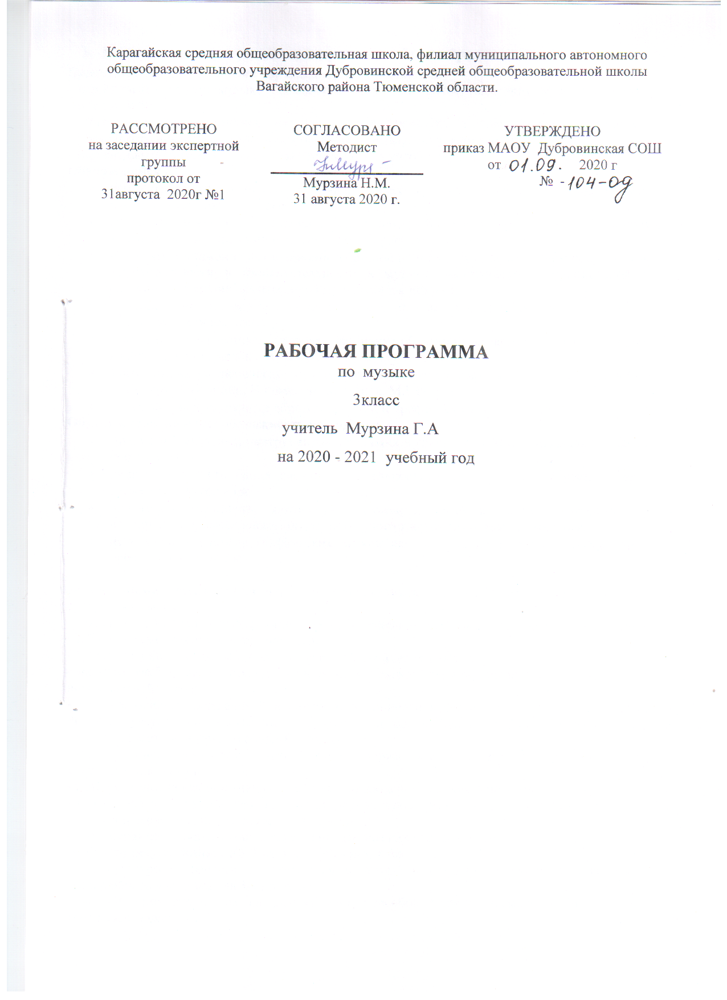 Карагайская средняя общеобразовательная школа, филиал муниципального автономного
общеобразовательного учреждения Дубровинской средней общеобразовательной школы
Вагайского района Тюменской области.
РАССМОТРЕНО
на заседании экспертной
группы
протокол от
31августа 2020г №1
СОГЛАСОВАНО
Методист
Мурзина Н.М.
31 августа 2020 г.
УТВЕРЖДЕНО
приказ МАОУ Дубровинская СОШ
от 01.09. 2020 г
№ -104-од
РАБОЧАЯ ПРОГРАММА
по музыке
3класс
учитель Мурзина Г.А
на 2020 - 2021 учебный год